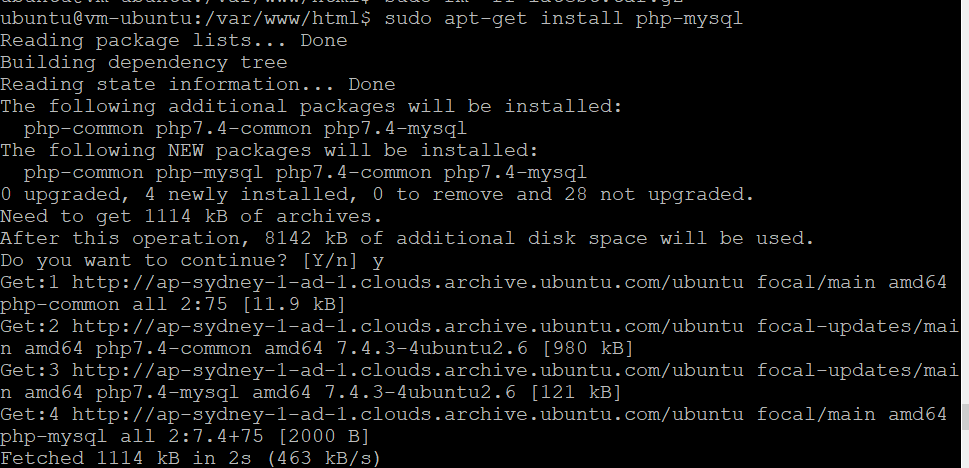 ubuntu@vm-ubuntu:/var/www/html$ sudo apt-get install php-mysql
Reading package lists... Done
Building dependency tree
Reading state information... Done
The following additional packages will be installed:
  php-common php7.4-common php7.4-mysql
The following NEW packages will be installed:
  php-common php-mysql php7.4-common php7.4-mysql
0 upgraded, 4 newly installed, 0 to remove and 28 not upgraded.
Need to get 1114 kB of archives.
After this operation, 8142 kB of additional disk space will be used.
Do you want to continue? [Y/n] y
Get:1 http://ap-sydney-1-ad-1.clouds.archive.ubuntu.com/ubuntu focal/main amd64
php-common all 2:75 [11.9 kB]
Get:2 http://ap-sydney-1-ad-1.clouds.archive.ubuntu.com/ubuntu focal-updates/mai
n amd64 php7.4-common amd64 7.4.3-4ubuntu2.6 [980 kB]
Get:3 http://ap-sydney-1-ad-1.clouds.archive.ubuntu.com/ubuntu focal-updates/mai
n amd64 php7.4-mysql amd64 7.4.3-4ubuntu2.6 [121 kB]
Get:4 http://ap-sydney-1-ad-1.clouds.archive.ubuntu.com/ubuntu focal/main amd64
php-mysql all 2:7.4+75 [2000 B]
Fetched 1114 kB in 2s (463 kB/s)